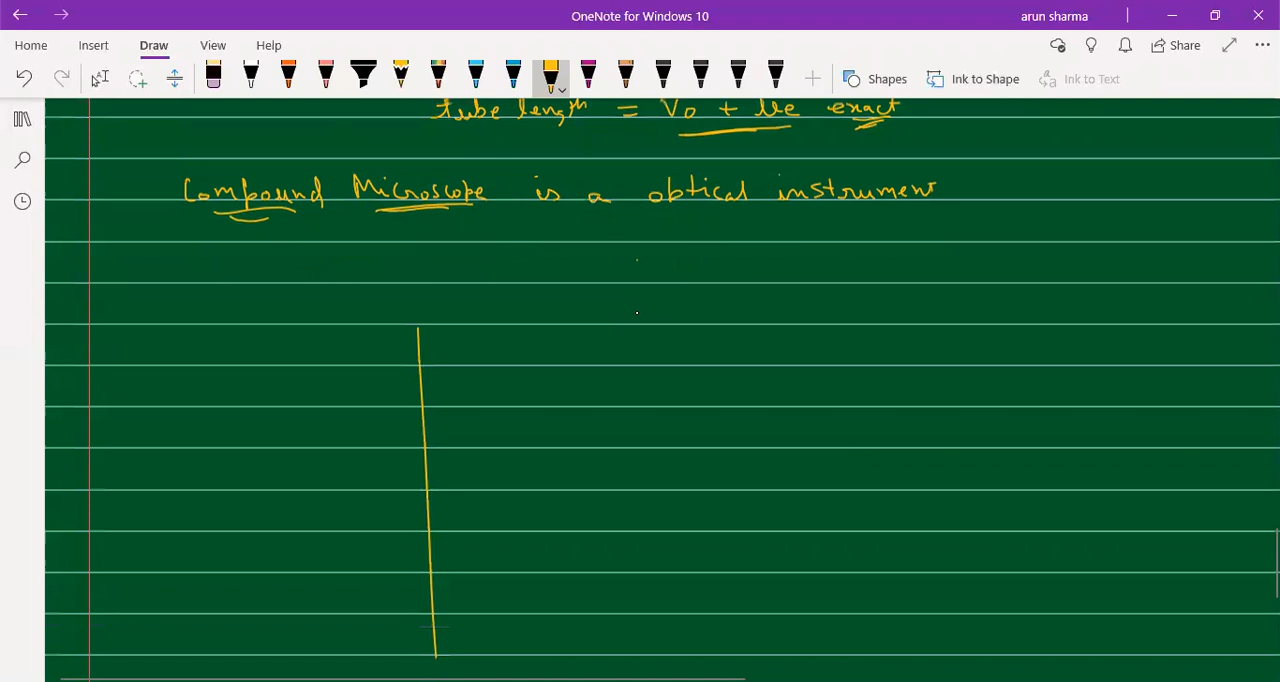 OneNote for Windows 10
arun sharma
Home Insert Draw View Help
Share
Shapes Ink to Shape Ink to Text
tube length = Vo + Ue exact
Compound Microscope is a optical instrument